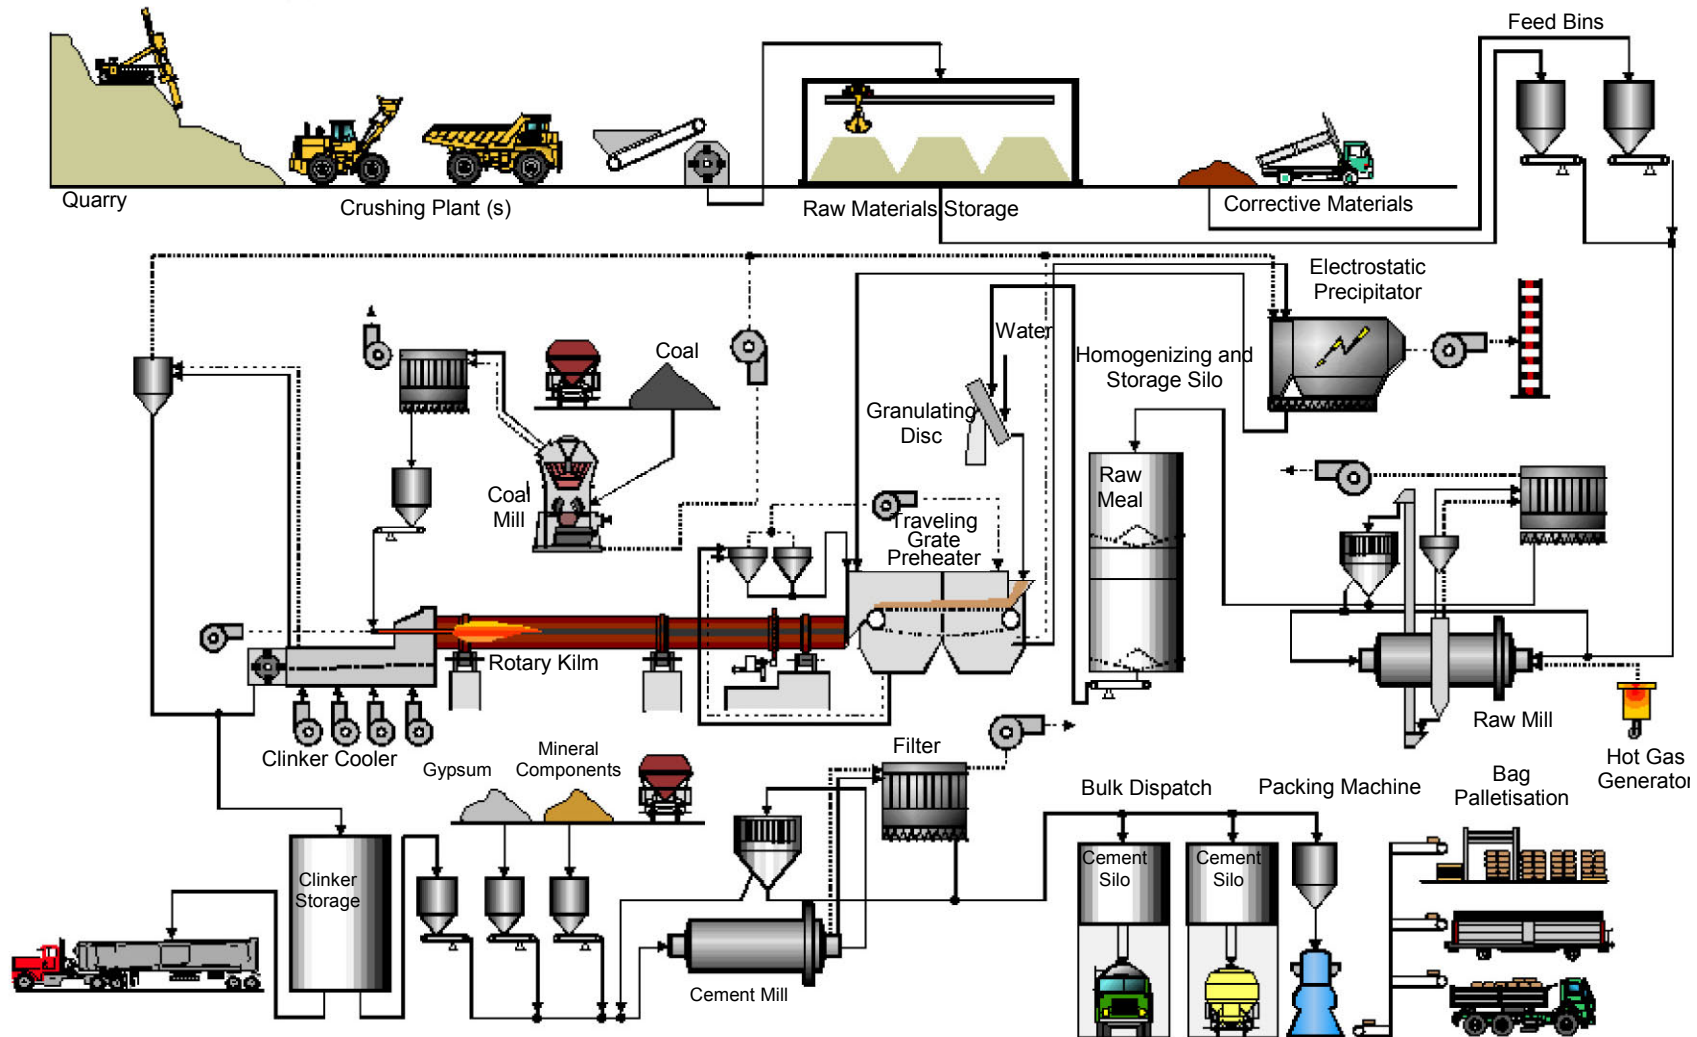 Feed Bins
Quarry
Crushing Plant (s)
Raw Materials Storage
Corrective Materials
Electrostatic
Precipitator
Water
Coal
Homogenizing and
Storage Silo
Granulating
Disc
Raw
Meal
Coal
Mill
Traveling
Grate
Preheater
Rotary Kilm
Raw Mill
Hot Gas
Generator
Clinker Cooler
Gypsum
Mineral
Components
Filter
Bulk Dispatch
Packing Machine
Bag
Palletisation
Clinker
Storage
Cement
Silo
Cement
Silo
Cement Mill